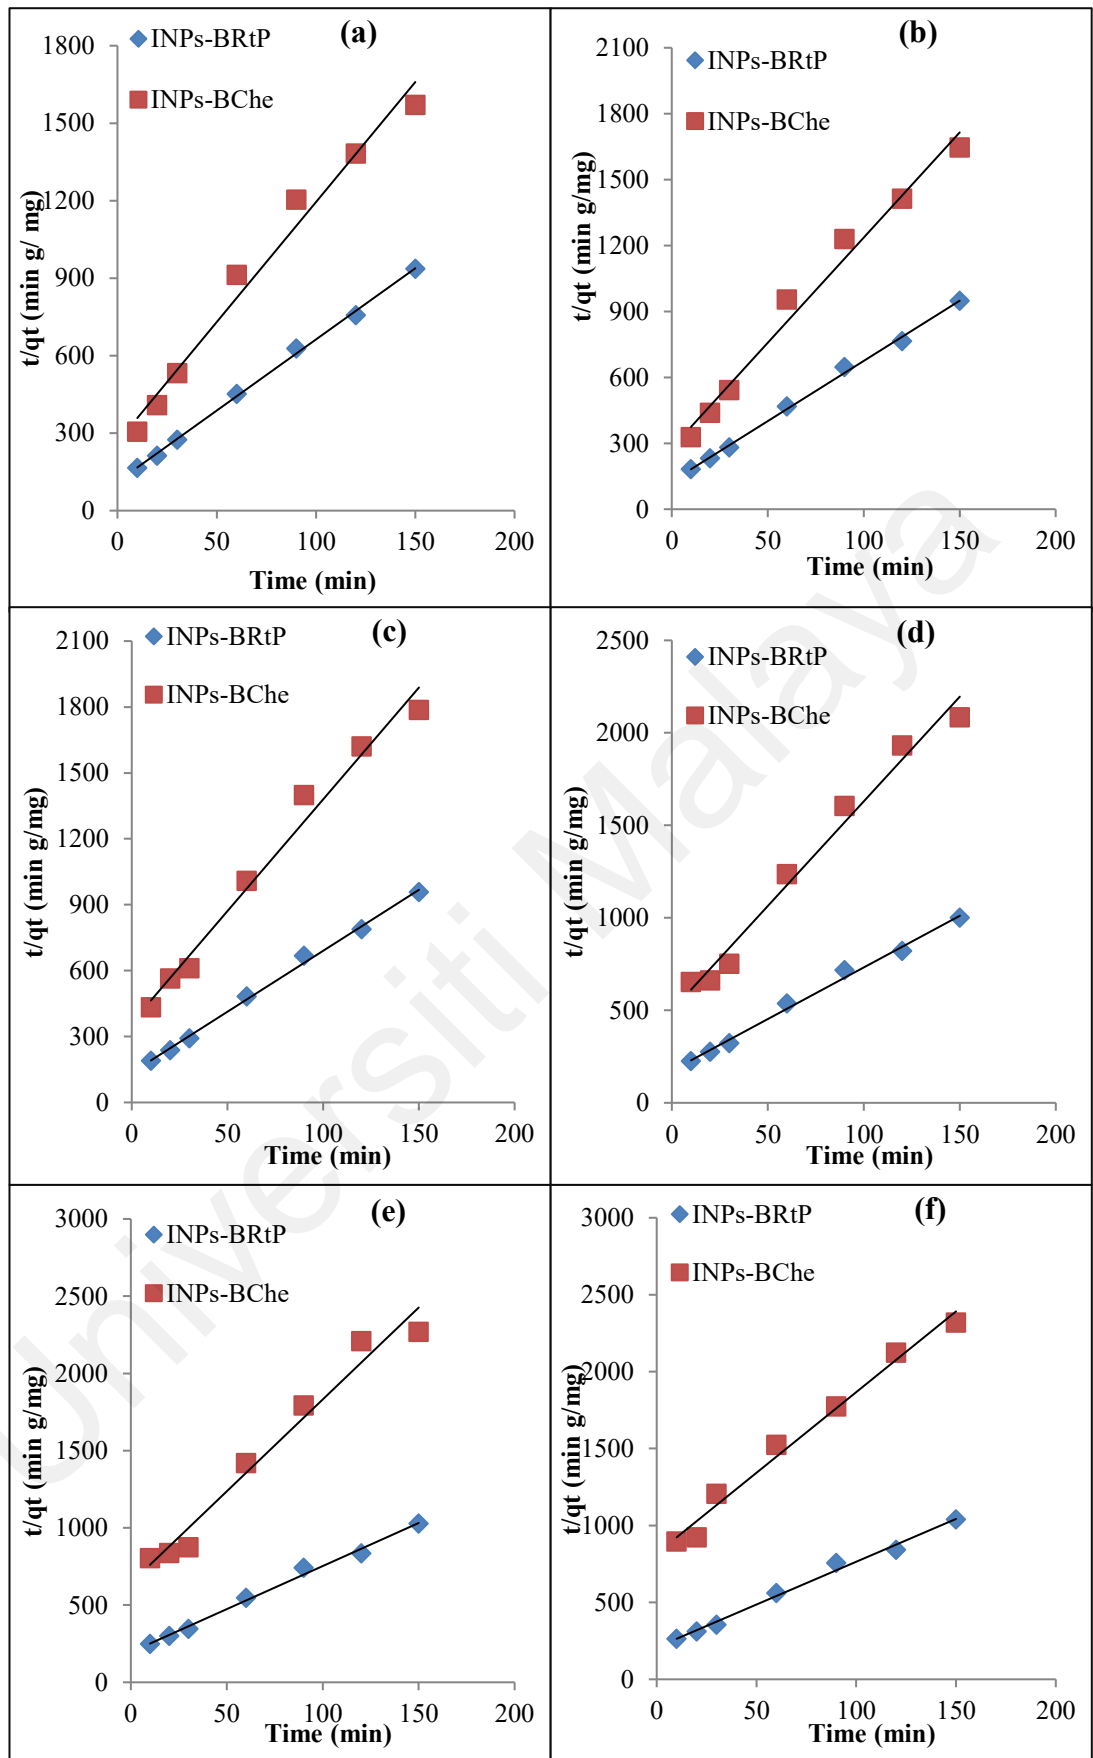 (a)
INPs-BRtP
INPs-BChe
1800
1500
1200
900
600
300
0
0 50 100 150 200
t/qt (min g/ mg)
Time (min)
(b)
INPs-BRtP
INPs-BChe
2100
1800
1500
1200
900
600
300
0
0 50 100 150 200
t/qt (min g/mg)
Time (min)
(c)
INPs-BRtP
INPs-BChe
2100
1800
1500
1200
900
600
300
0
0 50 100 150 200
t/qt (min g/mg)
Time (min)
(d)
INPs-BRtP
INPs-BChe
2500
2000
1500
1000
500
0
0 50 100 150 200
t/qt (min g/mg)
Time (min)
(e)
INPs-BRtP
INPs-BChe
3000
2500
2000
1500
1000
500
0
0 50 100 150 200
t/qt (min g/mg)
Time (min)
(f)
INPs-BRtP
INPs-BChe
3000
2500
2000
1500
1000
500
0
0 50 100 150 200
t/qt (min g/mg)
Time (min)
Universiti Malaya